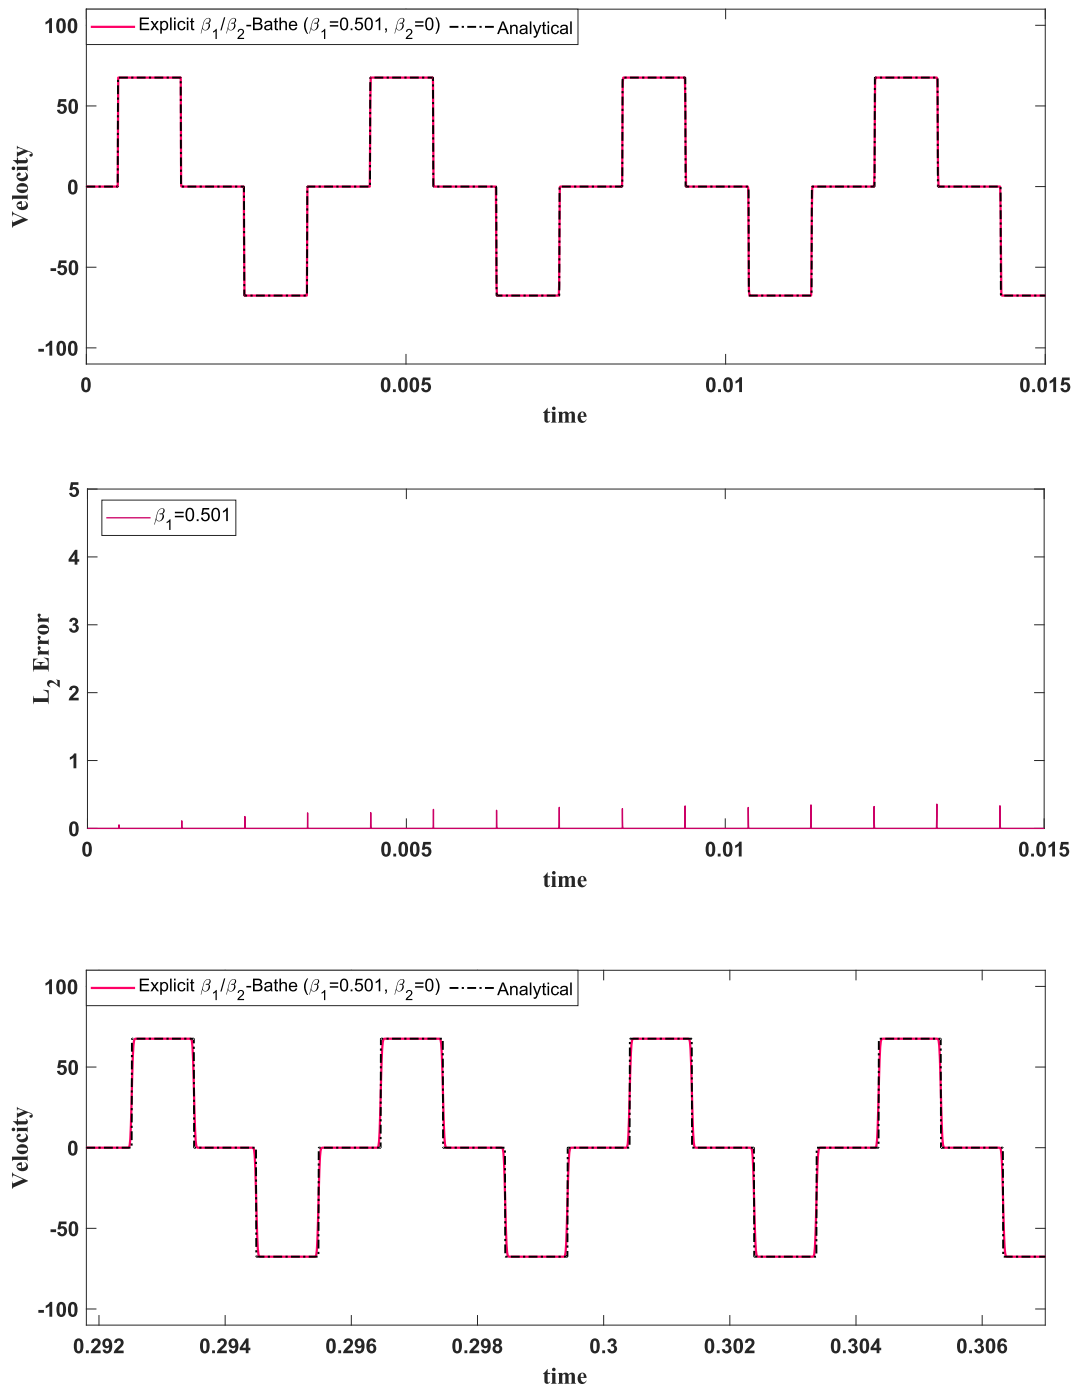 Explicit β1/β2-Bathe (β1=0.501, β2=0) Analytical
100
50
0
-50
-100
Velocity
0 0.005 0.01 0.015
time
5
4
3
2
1
0
β1=0.501
L2 Error
0 0.005 0.01 0.015
time
Explicit β1/β2-Bathe (β1=0.501, β2=0) Analytical
100
50
0
-50
-100
Velocity
0.292 0.294 0.296 0.298 0.3 0.302 0.304 0.306
time